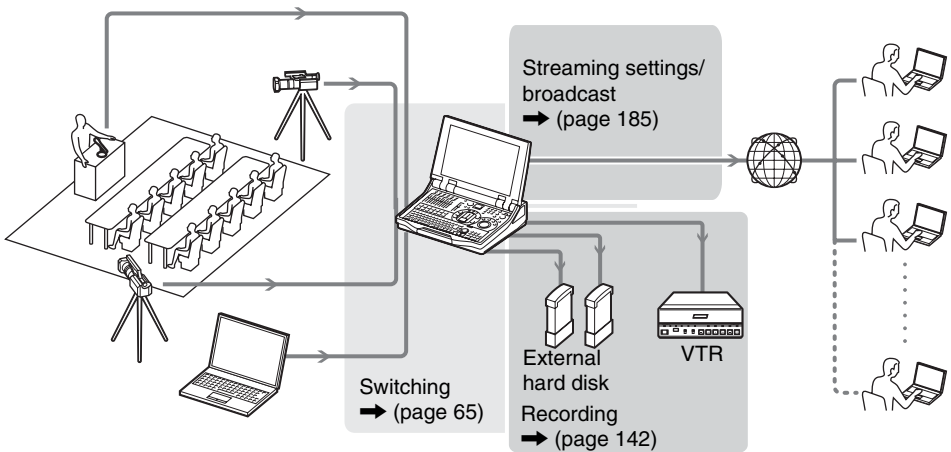 Streaming settings/
broadcast
➡ (page 185)
External
hard disk
VTR
Switching
➡ (page 65)
Recording
➡ (page 142)